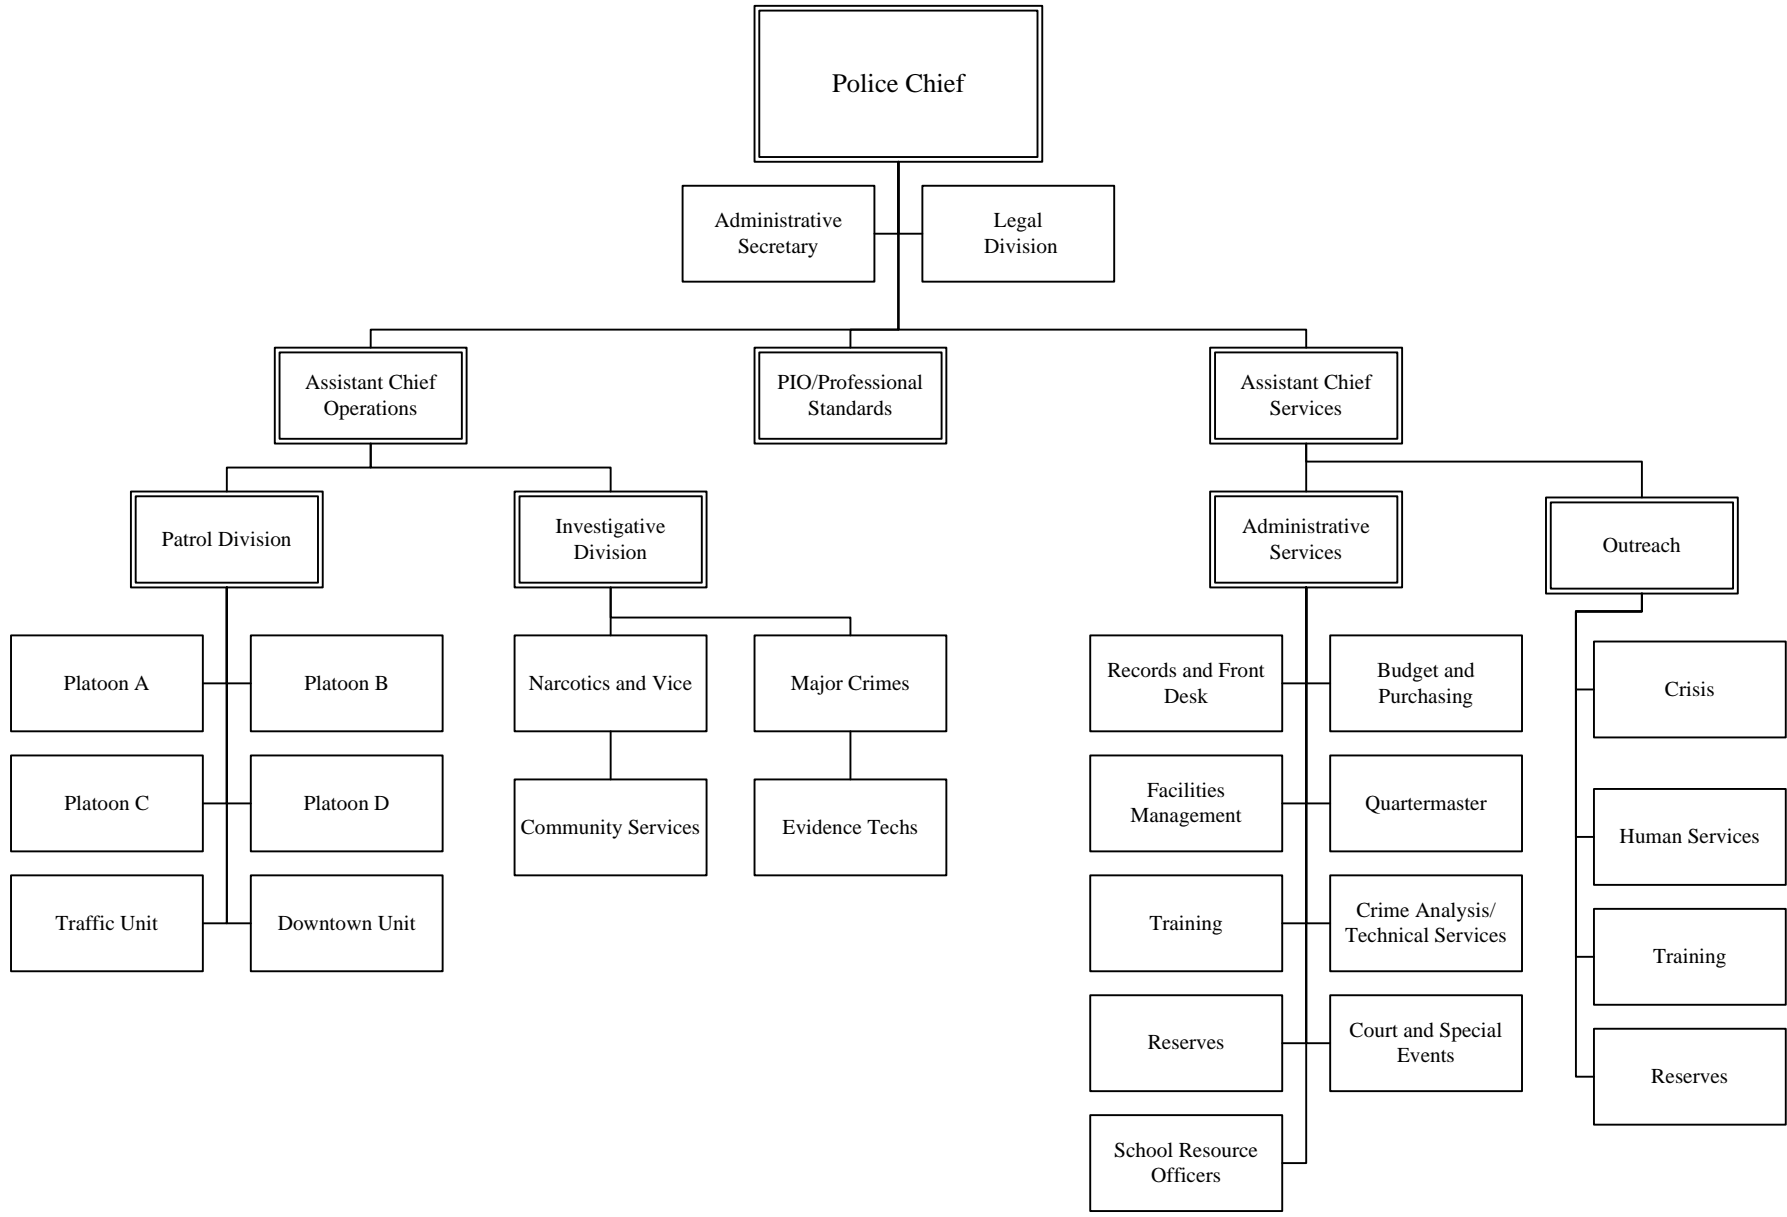 Police Chief
Administrative
Secretary
Legal
Division
Assistant Chief
Operations
PIO/Professional
Standards
Assistant Chief
Services
Patrol Division
Investigative
Division
Administrative
Services
Outreach
Platoon A
Platoon B
Narcotics and Vice
Major Crimes
Records and Front
Desk
Budget and
Purchasing
Crisis
Platoon C
Platoon D
Community Services
Evidence Techs
Facilities
Management
Quartermaster
Human Services
Traffic Unit
Downtown Unit
Training
Crime Analysis/
Technical Services
Training
Reserves
Court and Special
Events
Reserves
School Resource
Officers